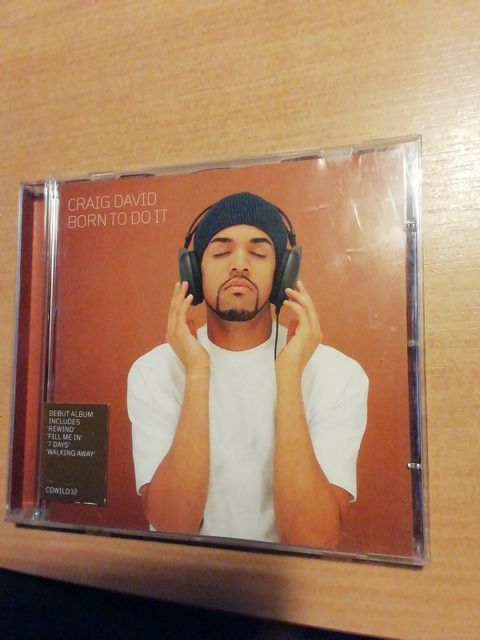 CRAIG DAVID
BORN TO DO IT
DEBUT ALBUM
INCLUDES
'REWIND'
'FILL ME IN'
'7 DAYS'
'WALKING AWAY'
CDWILD32